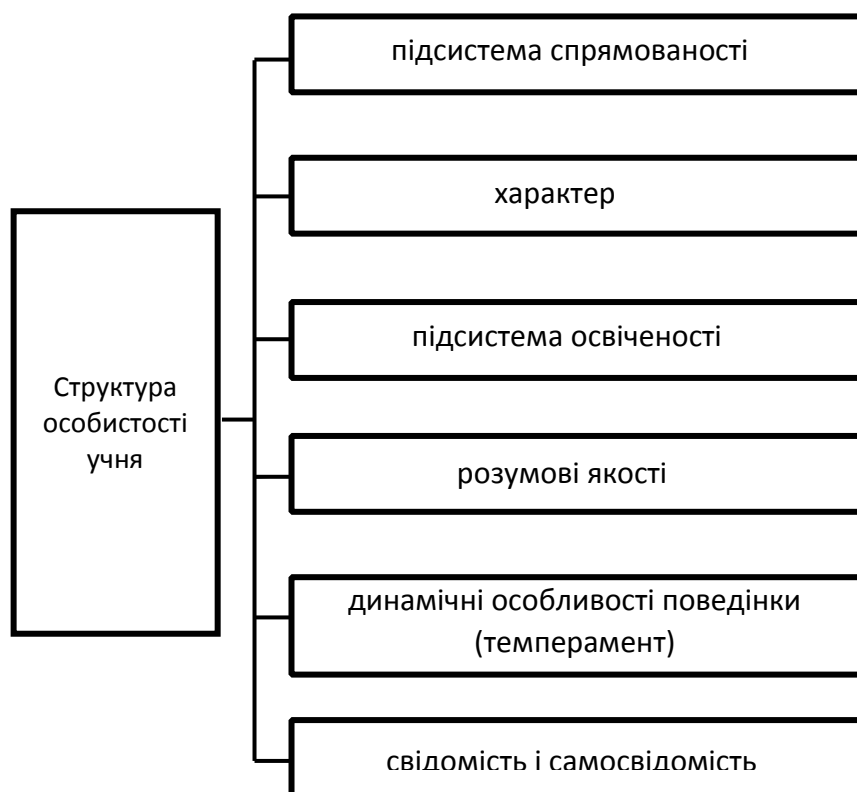 Структура
особистості
учня
підсистема спрямованості
характер
підсистема освіченості
розумові якості
динамічні особливості поведінки
(темперамент)
свідомість і самосвідомість